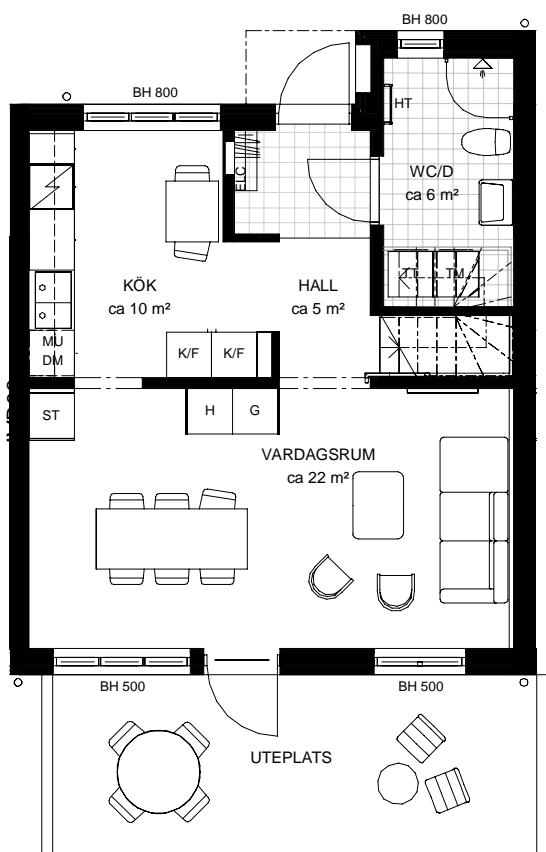 BH 800
BH 800
HT
ELC
WC/D
ca 6 m²
TT
TM
KÖK
ca 10 m²
HALL
ca 5 m²
MU
DM
K/F
K/F
ST
H
G
VARDAGSRUM
ca 22 m²
BH 500
BH 500
UTEPLATS